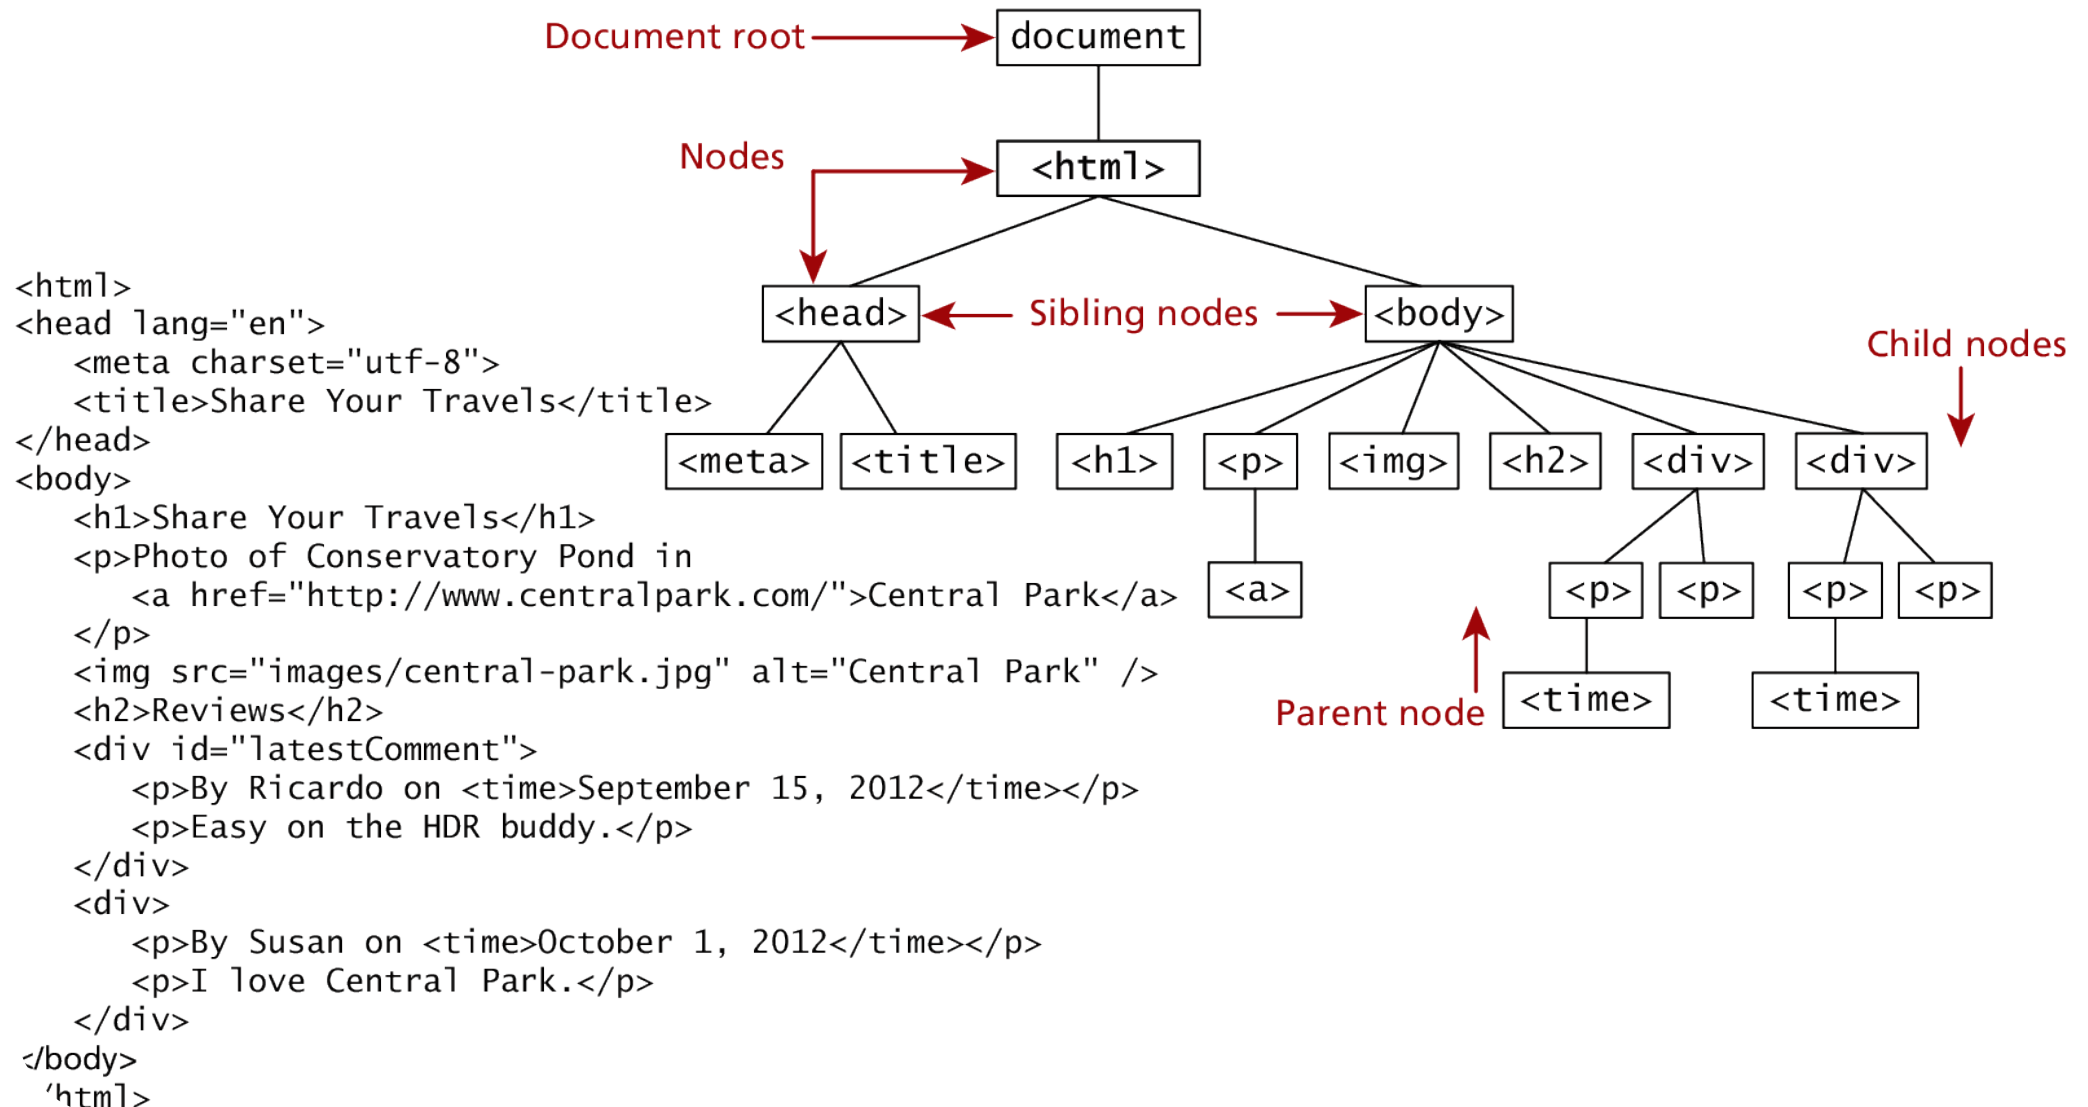 Document root
document
Nodes
<html>
<head>
Sibling nodes
<body>
Child nodes
<meta>
<title>
<h1>
<p>
<img>
<h2>
<div>
<div>
<a>
<p>
<p>
<p>
<p>
Parent node
<time>
<time>
<html>
<head lang="en">
<meta charset="utf-8">
<title>Share Your Travels</title>
</head>
<body>
<h1>Share Your Travels</h1>
<p>Photo of Conservatory Pond in
<a href="http://www.centralpark.com/">Central Park</a>
</p>
<img src="images/central-park.jpg" alt="Central Park" />
<h2>Reviews</h2>
<div id="latestComment">
<p>By Ricardo on <time>September 15, 2012</time></p>
<p>Easy on the HDR buddy.</p>
</div>
<div>
<p>By Susan on <time>October 1, 2012</time></p>
<p>I love Central Park.</p>
</div>
</body>
/html>